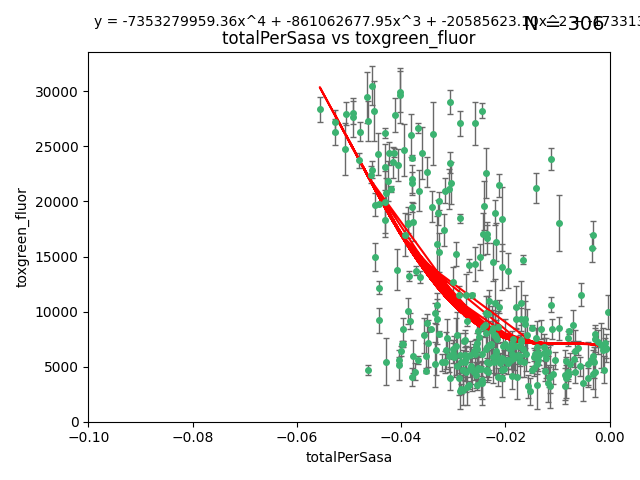 y = -7353279959.36x^4 + -861062677.95x^3 + -20585623.
N = 306
totalPerSasa vs toxgreen_fluor
30000
25000
20000
15000
10000
5000
0
toxgreen_fluor
−0.10 −0.08 −0.06 −0.04 −0.02 0.00
totalPerSasa